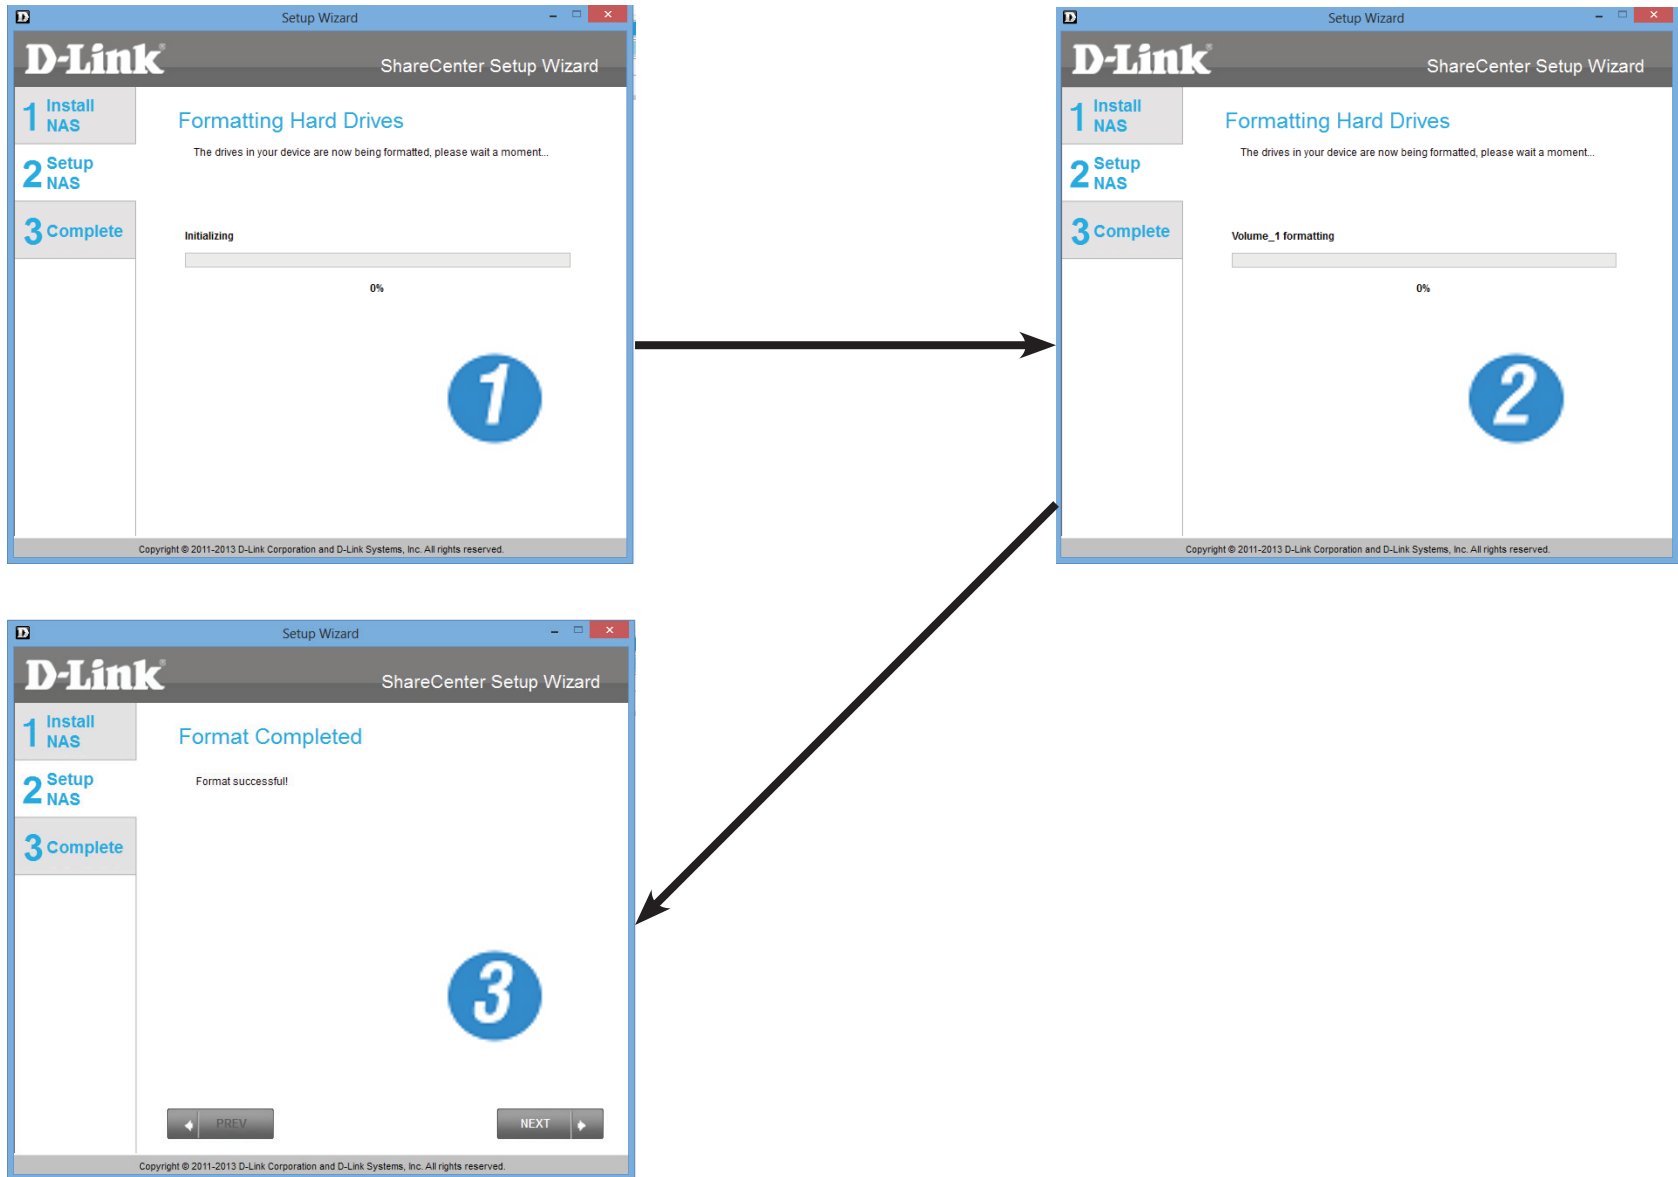 Setup Wizard
D-Link
ShareCenter Setup Wizard
1 Install
NAS
2 Setup
NAS
3 Complete
Formatting Hard Drives
The drives in your device are now being formatted, please wait a moment...
Initializing
0%
1
Copyright © 2011-2013 D-Link Corporation and D-Link Systems, Inc. All rights reserved.
Setup Wizard
D-Link
ShareCenter Setup Wizard
1 Install
NAS
2 Setup
NAS
3 Complete
Formatting Hard Drives
The drives in your device are now being formatted, please wait a moment...
Volume_1 formatting
0%
2
Copyright © 2011-2013 D-Link Corporation and D-Link Systems, Inc. All rights reserved.
Setup Wizard
D-Link
ShareCenter Setup Wizard
1 Install
NAS
2 Setup
NAS
3 Complete
Format Completed
Format successful!
3
PREV
NEXT
Copyright © 2011-2013 D-Link Corporation and D-Link Systems, Inc. All rights reserved.